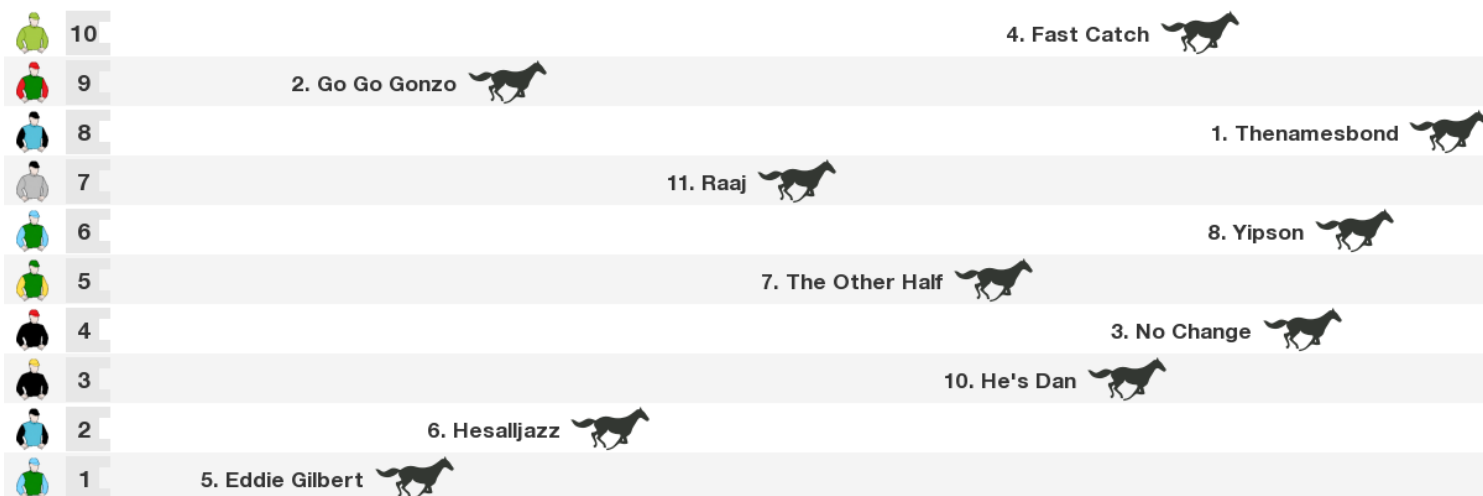 10 4. Fast Catch
9 2. Go Go Gonzo
8 1. Thenamesbond
7 11. Raaj
6 8. Yipson
5 7. The Other Half
4 3. No Change
3 10. He's Dan
2 6. Hesalljazz
1 5. Eddie Gilbert